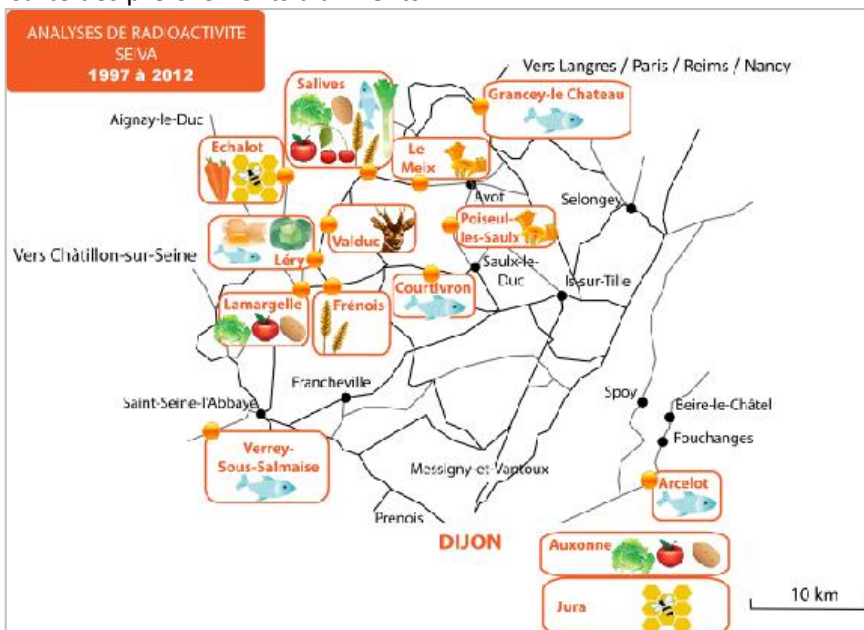 ANALYSES DE RADIOACTIVITE
SEIVA
1997 à 2012
Vers Langres / Paris / Reims / Nancy
Salives
Grancey-le Chateau
Aignay-le-Duc
Echalot
Le
Meix
Avot
Selongey
Valduc
Poiseul-
les-Saulx
Vers Châtillon-sur-Seine
Léry
Saulx-le-
Duc
Is-sur-Tille
Courtivron
Lamargelle
Frénois
Francheville
Saint-Seine-l'Abbaye
Spoy
Beire-le-Châtel
Fouchanges
Verrey-
Sous-Salmaise
Messigny-et-Vantoux
Arcelot
Prenois
DIJON
Auxonne
Jura
10 km